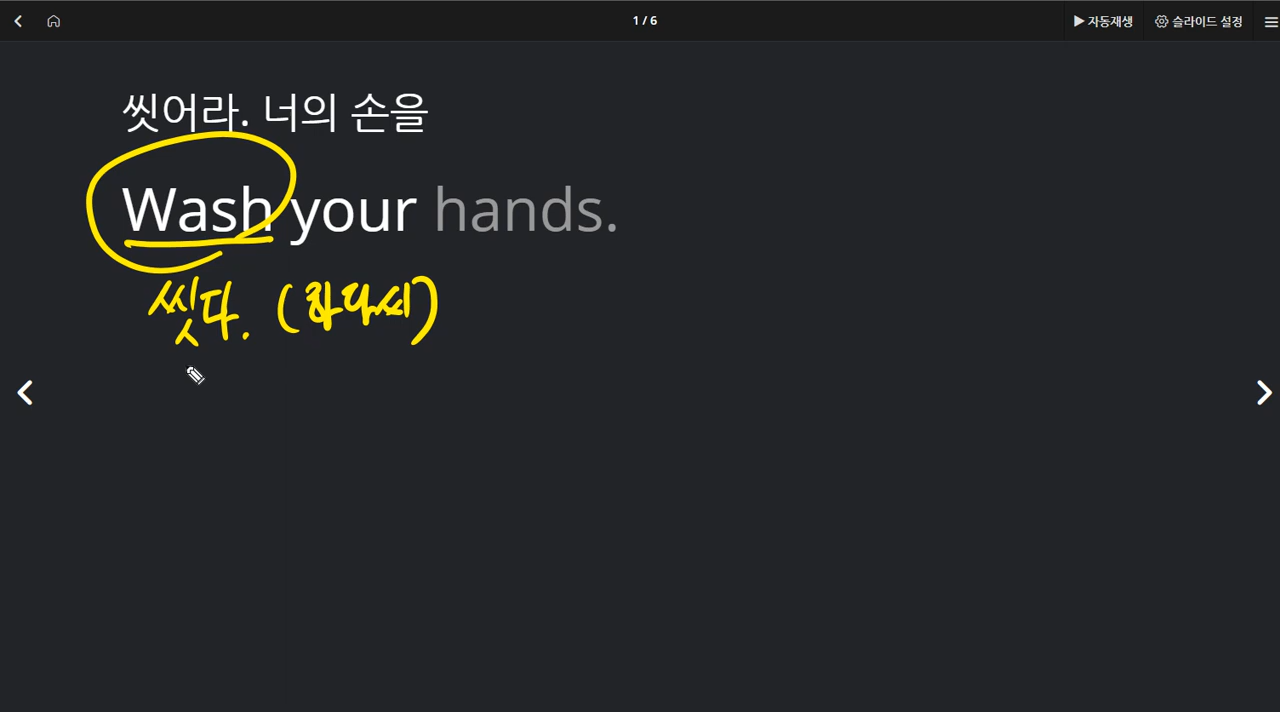 1 / 6
▶ 자동재생
슬라이드 설정
씻어라. 너의 손을
Wash your hands.
씻다. (하다씨)